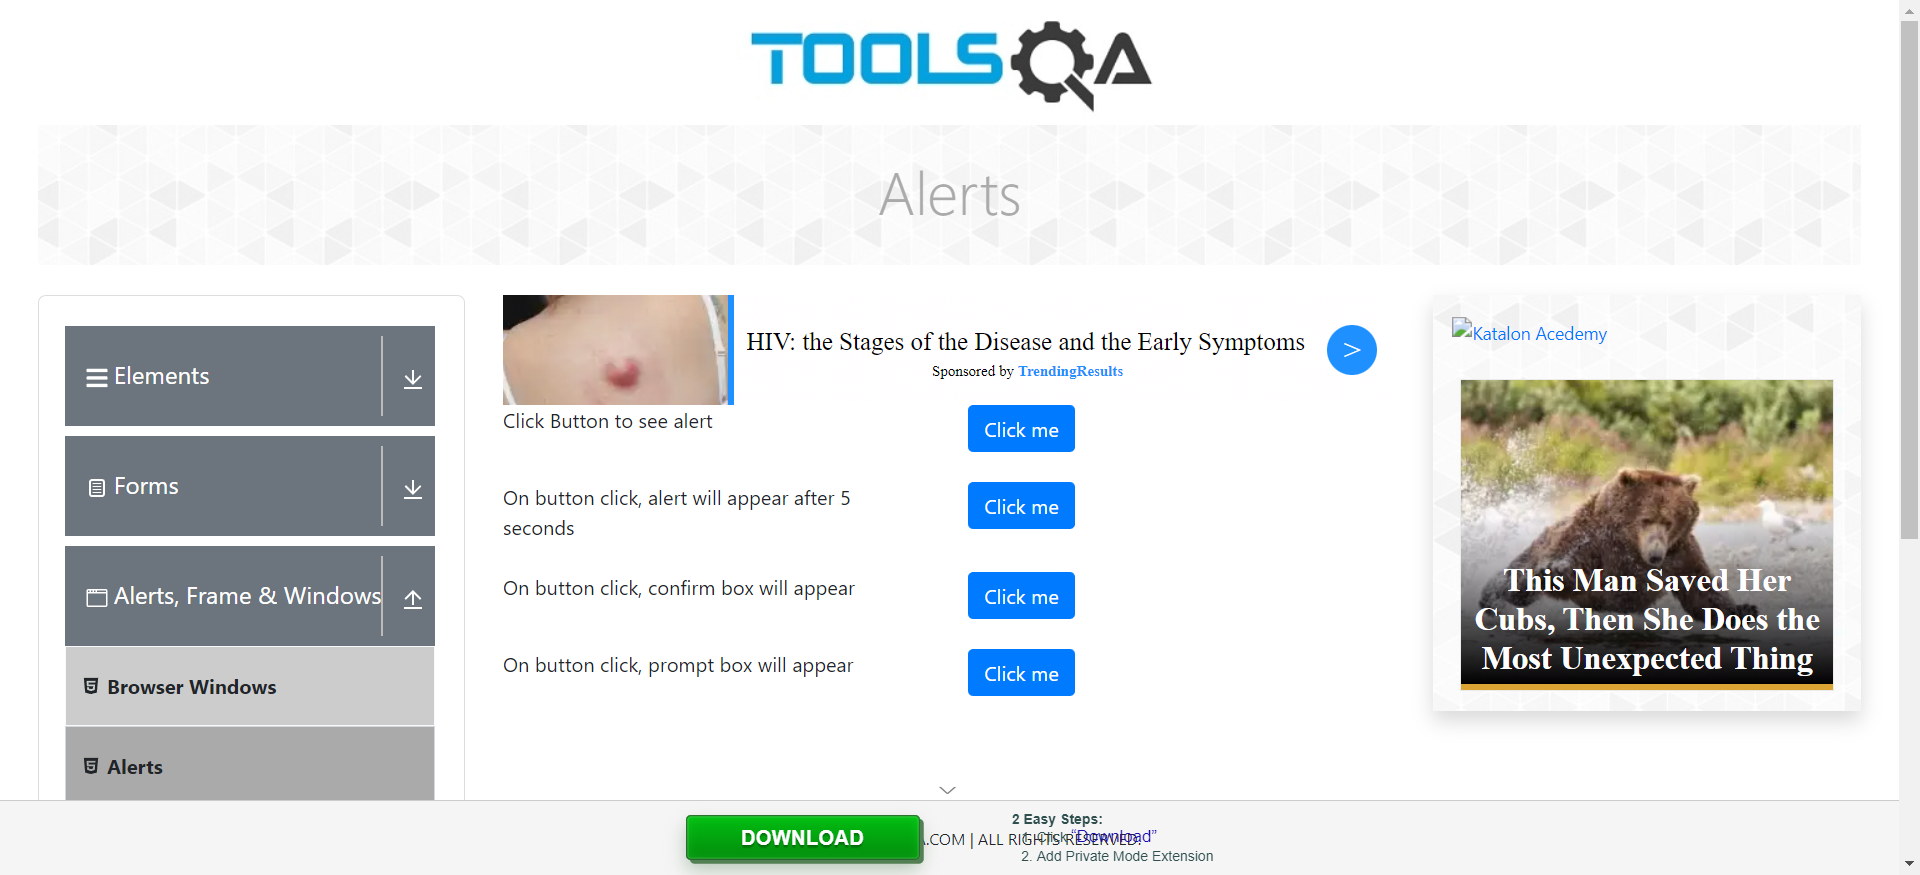 TOOLSQA
Alerts
Elements
Forms
Alerts, Frame & Windows
Browser Windows
Alerts
HIV: the Stages of the Disease and the Early Symptoms
Sponsored by TrendingResults
>
Click Button to see alert
Click me
On button click, alert will appear after 5
seconds
Click me
On button click, confirm box will appear
Click me
On button click, prompt box will appear
Click me
Katalon Acedemy
This Man Saved Her
Cubs, Then She Does the
Most Unexpected Thing
DOWNLOAD
.COM | ALL RIGHTS RESERVED.
2 Easy Steps:
1. Click "Download"
2. Add Private Mode Extension